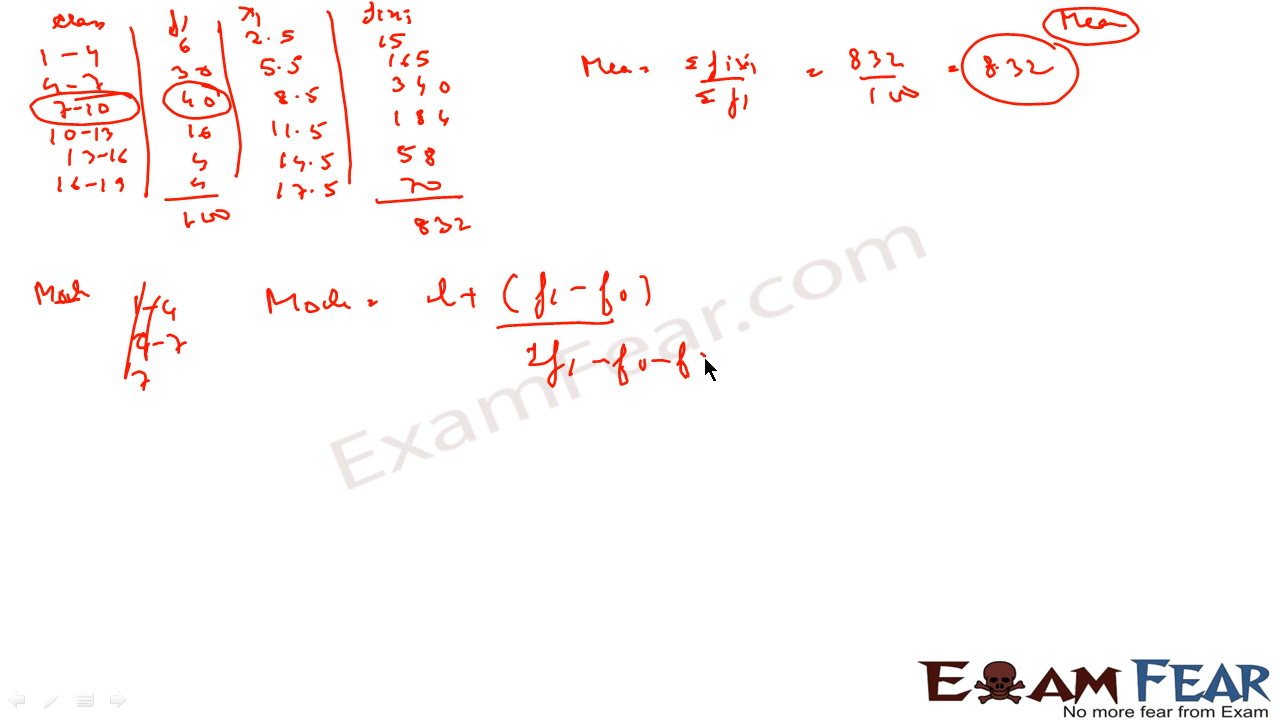 class fi xi fixi
1-4 6 2.5 15
4-7 30 5.5 165
7-10 40 8.5 340
10-13 16 11.5 184
13-16 4 14.5 58
16-19 4 17.5 70
100 832
Mean = Σfixi / Σfi = 832 / 100 = 8.32
Mean
Mode
1-4
4-7
7
Mode = l + (f1 - f0)
2f1 - f0 - f
ExamFear.com
EXAM FEAR
No more fear from Exam